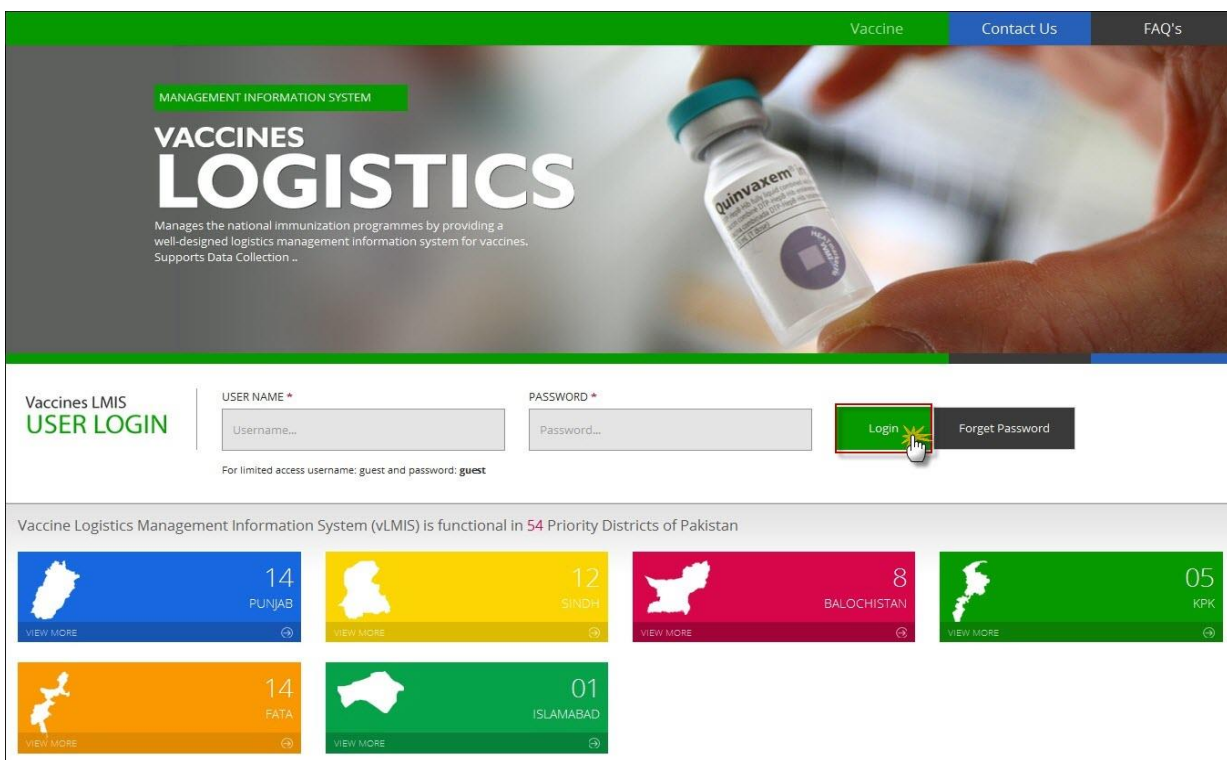 Vaccine
Contact Us
FAQ's
MANAGEMENT INFORMATION SYSTEM
VACCINES
LOGISTICS
Manages the national immunization programmes by providing a
well-designed logistics management information system for vaccines.
Supports Data Collection ..
Quinvaxem
Vaccines LMIS
USER LOGIN
USER NAME *
Username...
PASSWORD *
Password...
Login
Forget Password
For limited access username: guest and password: guest
Vaccine Logistics Management Information System (vLMIS) is functional in 54 Priority Districts of Pakistan
14
PUNJAB
VIEW MORE
12
SINDH
VIEW MORE
8
BALOCHISTAN
VIEW MORE
05
KPK
VIEW MORE
14
FATA
VIEW MORE
01
ISLAMABAD
VIEW MORE